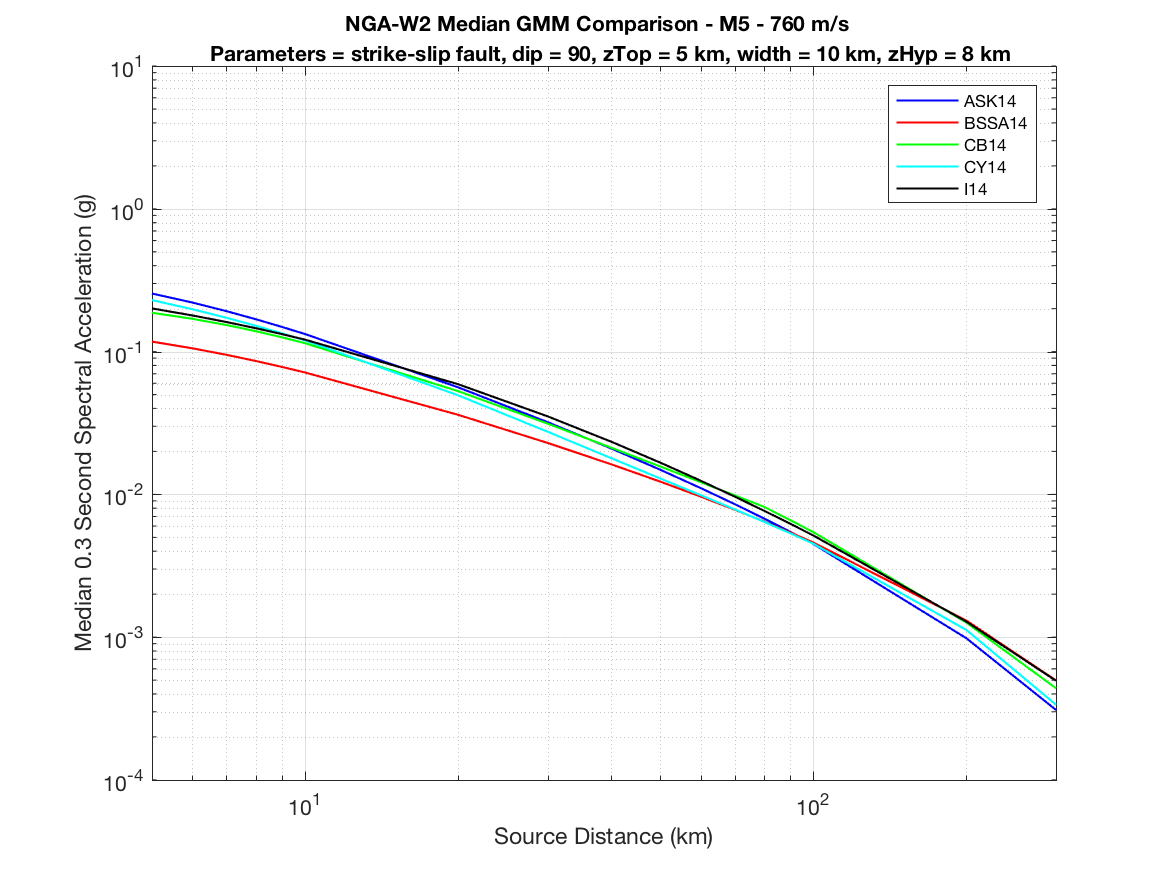 NGA-W2 Median GMM Comparison - M5 - 760 m/s
Parameters = strike-slip fault, dip = 90, zTop = 5 km, width = 10 km, zHyp = 8 km
ASK14
BSSA14
CB14
CY14
I14
Median 0.3 Second Spectral Acceleration (g)
10^1
10^0
10^-1
10^-2
10^-3
10^-4
10^1 10^2
Source Distance (km)